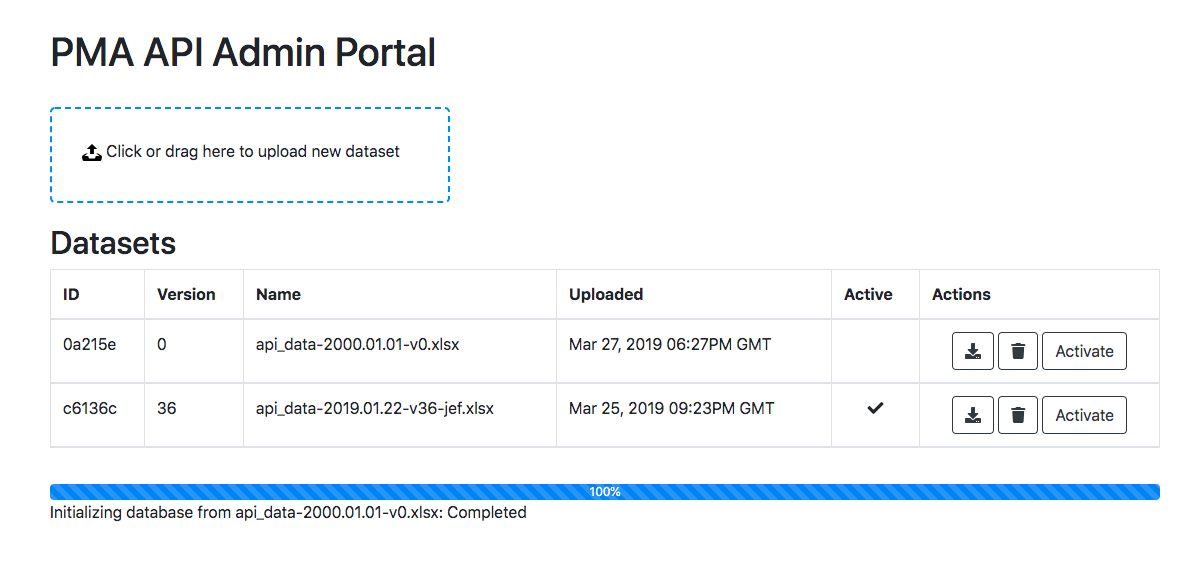 PMA API Admin Portal
Click or drag here to upload new dataset
Datasets
ID Version Name Uploaded Active Actions
0a215e 0 api_data-2000.01.01-v0.xlsx Mar 27, 2019 06:27PM GMT Activate
c6136c 36 api_data-2019.01.22-v36-jef.xlsx Mar 25, 2019 09:23PM GMT Activate
100%
Initializing database from api_data-2000.01.01-v0.xlsx: Completed